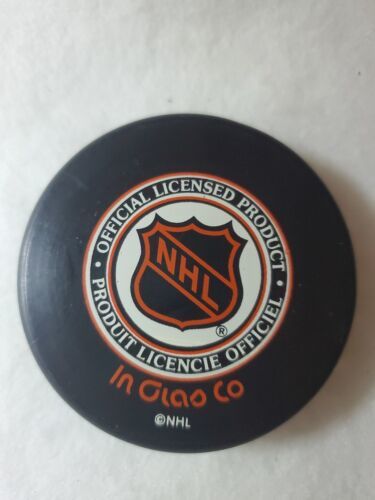 • OFFICIAL LICENSED PRODUCT •
NHL
®
PRODUIT LICENCIE OFFICIEL
In Glas Co
©NHL